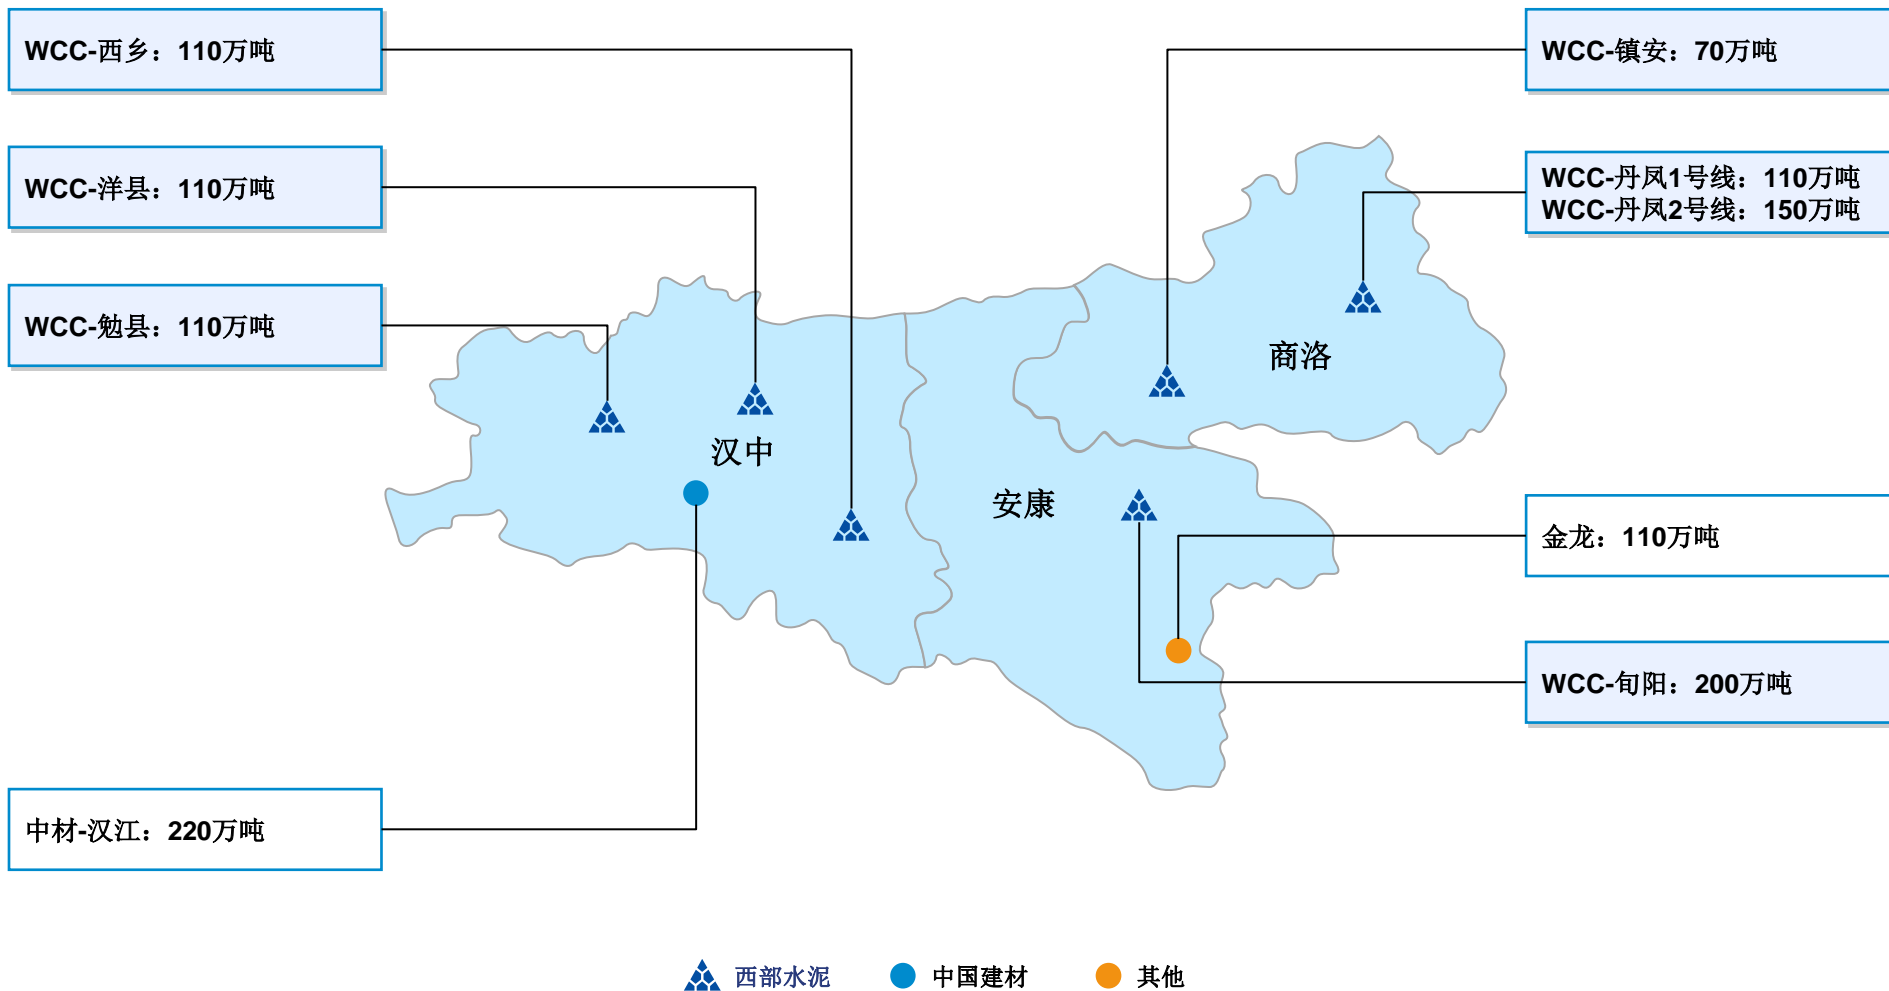 WCC-西乡：110万吨
WCC-镇安：70万吨
WCC-洋县：110万吨
WCC-丹凤1号线：110万吨
WCC-丹凤2号线：150万吨
WCC-勉县：110万吨
商洛
汉中
安康
金龙：110万吨
WCC-旬阳：200万吨
中材-汉江：220万吨
西部水泥
中国建材
其他